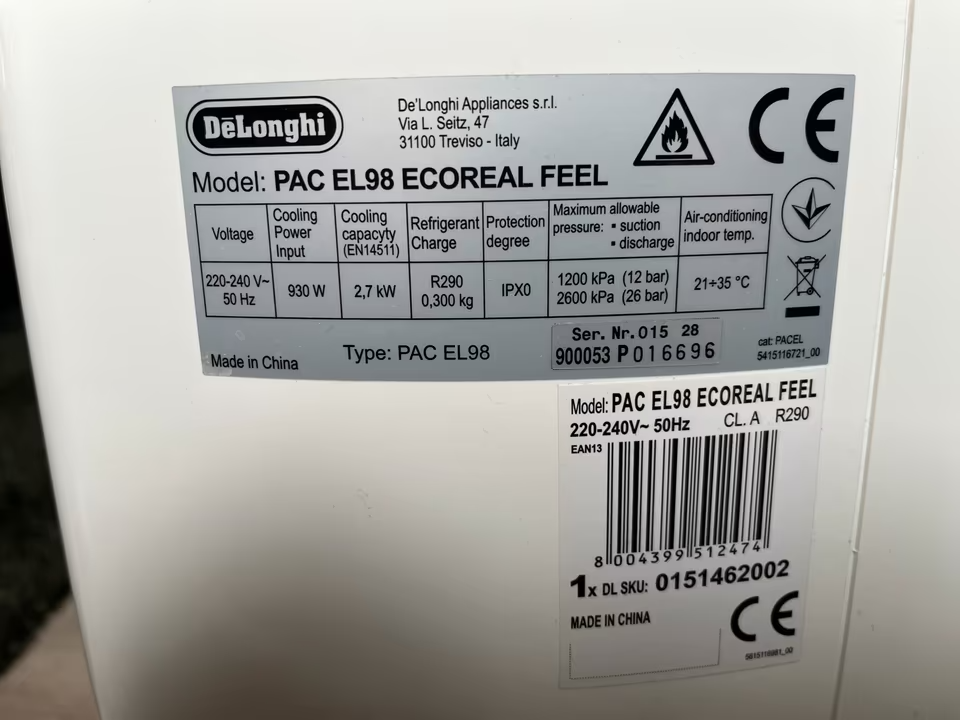 DēLonghi
De'Longhi Appliances s.r.l.
Via L. Seitz, 47
31100 Treviso - Italy
CE
Model: PAC EL98 ECOREAL FEEL
Voltage
Cooling
Power
Input
Cooling
capacyty
(EN14511)
Refrigerant
Charge
Protection
degree
Maximum allowable
pressure: ▪ suction
▪ discharge
Air-conditioning
indoor temp.
220-240 V~
50 Hz
930 W
2,7 kW
R290
0,300 kg
IPX0
1200 kPa (12 bar)
2600 kPa (26 bar)
21÷35 °C
Made in China
Type: PAC EL98
Ser. Nr. 015 28
900053 P 016696
cat: PACEL
5415116721_00
Model: PAC EL98 ECOREAL FEEL
220-240V~ 50Hz CL. A R290
EAN13
8 004399 512474
1x DL SKU: 0151462002
MADE IN CHINA
CE